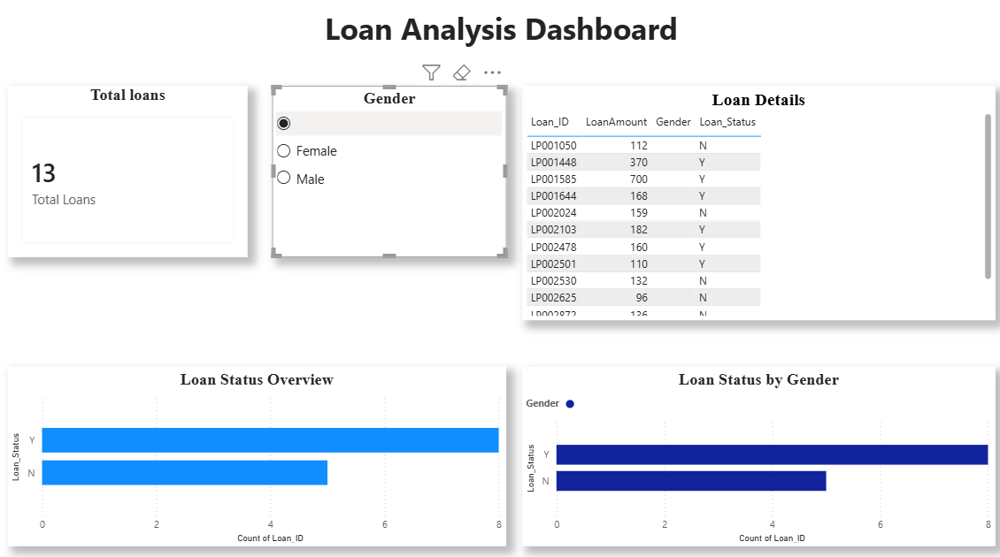 Loan Analysis Dashboard
Total loans
13
Total Loans
Gender
Female
Male
Loan Details
Loan_ID LoanAmount Gender Loan_Status
LP001050 112 N
LP001448 370 Y
LP001585 700 Y
LP001644 168 Y
LP002024 159 N
LP002103 182 Y
LP002478 160 Y
LP002501 110 Y
LP002530 132 N
LP002625 96 N
LP002872 136 N
Loan Status Overview
Loan_Status
Y
N
0 2 4 6 8
Count of Loan_ID
Loan Status by Gender
Gender
Loan_Status
Y
N
0 2 4 6 8
Count of Loan_ID